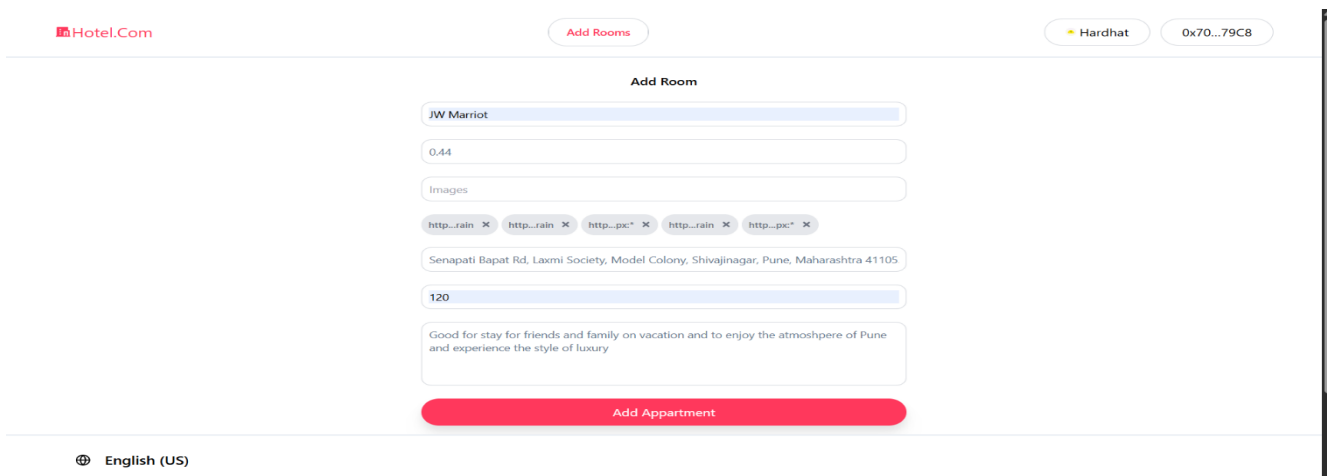 Hotel.Com
Add Rooms
Hardhat
0x70...79C8
Add Room
JW Marriot
0.44
Images
http...rain × http...rain × http...px:* × http...rain × http...px:* ×
Senapati Bapat Rd, Laxmi Society, Model Colony, Shivajinagar, Pune, Maharashtra 41105
120
Good for stay for friends and family on vacation and to enjoy the atmoshpere of Pune
and experience the style of luxury
Add Appartment
English (US)